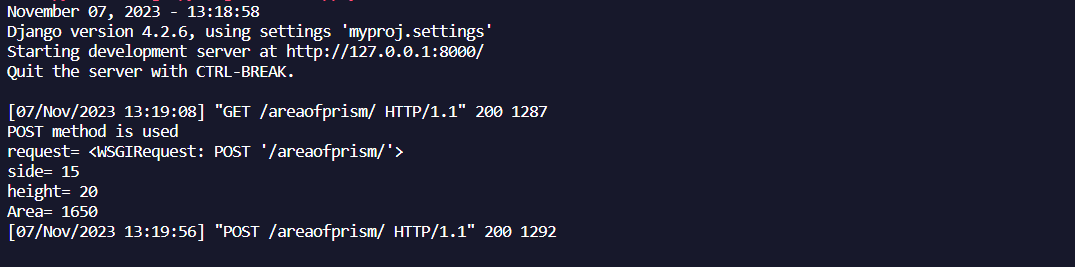 November 07, 2023 - 13:18:58
Django version 4.2.6, using settings 'myproj.settings'
Starting development server at http://127.0.0.1:8000/
Quit the server with CTRL-BREAK.
[07/Nov/2023 13:19:08] "GET /areaofprism/ HTTP/1.1" 200 1287
POST method is used
request= <WSGIRequest: POST '/areaofprism/'>
side= 15
height= 20
Area= 1650
[07/Nov/2023 13:19:56] "POST /areaofprism/ HTTP/1.1" 200 1292